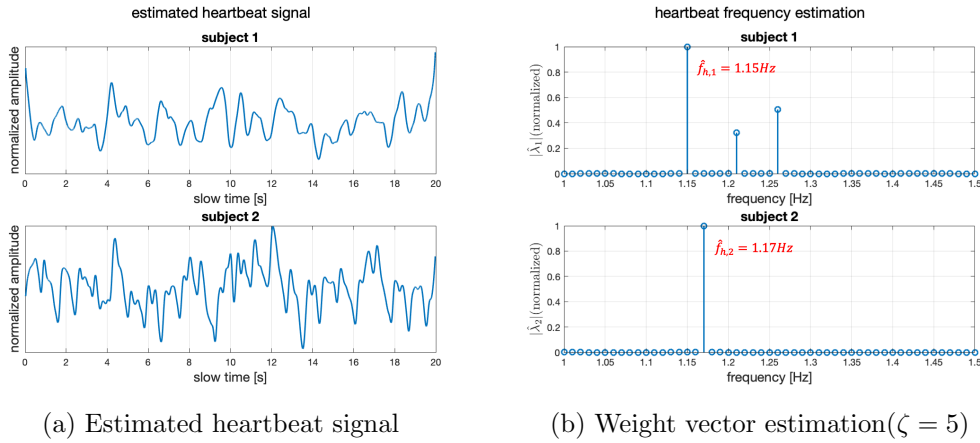 estimated heartbeat signal
subject 1
normalized amplitude
0 2 4 6 8 10 12 14 16 18 20
slow time [s]
subject 2
normalized amplitude
0 2 4 6 8 10 12 14 16 18 20
slow time [s]
(a) Estimated heartbeat signal
heartbeat frequency estimation
subject 1
1
0.8
0.6
0.4
0.2
0
|λ̂₁|(normalized)
f̂ₕ,₁ = 1.15Hz
1 1.05 1.1 1.15 1.2 1.25 1.3 1.35 1.4 1.45 1.5
frequency [Hz]
subject 2
1
0.8
0.6
0.4
0.2
0
|λ̂₂|(normalized)
f̂ₕ,₂ = 1.17Hz
1 1.05 1.1 1.15 1.2 1.25 1.3 1.35 1.4 1.45 1.5
frequency [Hz]
(b) Weight vector estimation(ζ = 5)